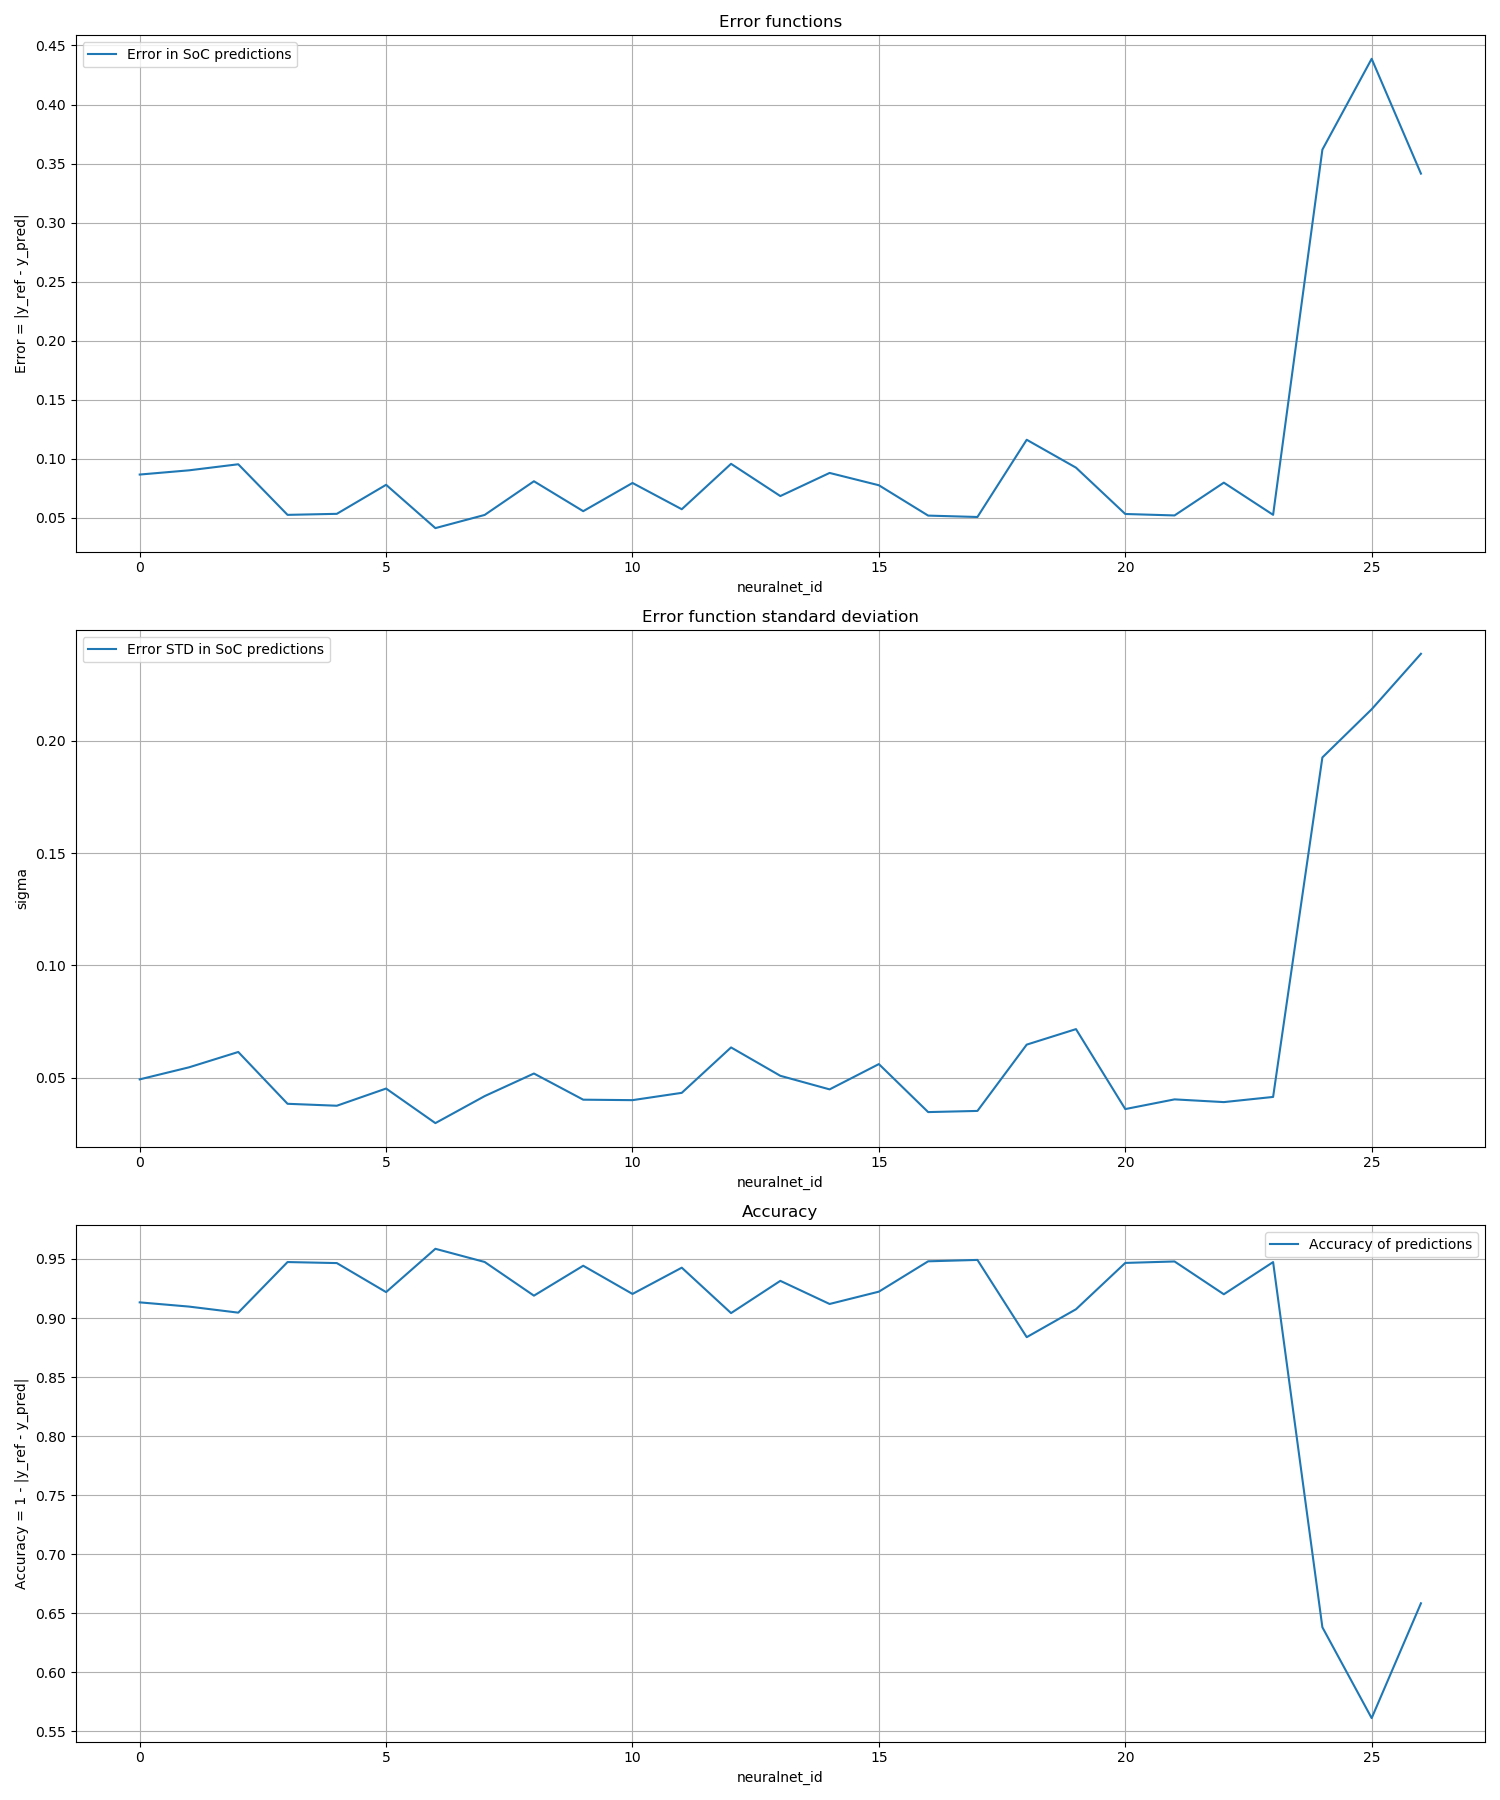 Error functions
Error in SoC predictions
0.45
0.40
0.35
0.30
0.25
0.20
0.15
0.10
0.05
Error = |y_ref - y_pred|
0 5 10 15 20 25
neuralnet_id
Error function standard deviation
Error STD in SoC predictions
0.20
0.15
0.10
0.05
sigma
0 5 10 15 20 25
neuralnet_id
Accuracy
Accuracy of predictions
0.95
0.90
0.85
0.80
0.75
0.70
0.65
0.60
0.55
Accuracy = 1 - |y_ref - y_pred|
0 5 10 15 20 25
neuralnet_id